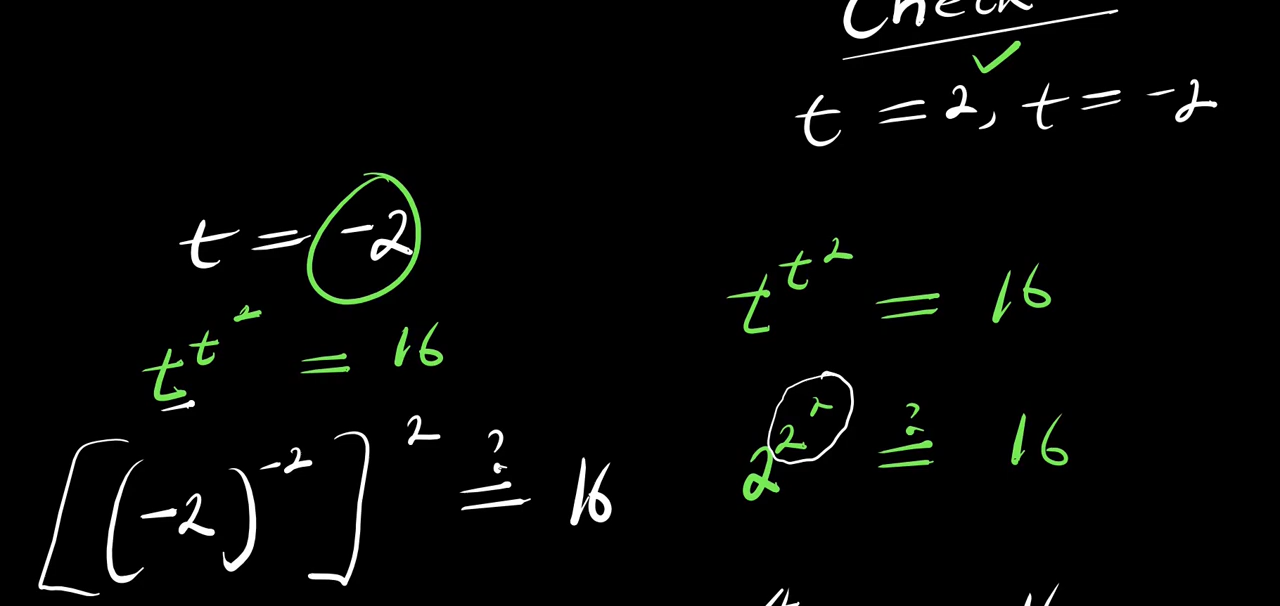 Check
✓
t = 2, t = -2
t = -2
t^t^2 = 16
[(-2)^-2]^2 ≟ 16
t^t^2 = 16
2^2^2 ≟ 16